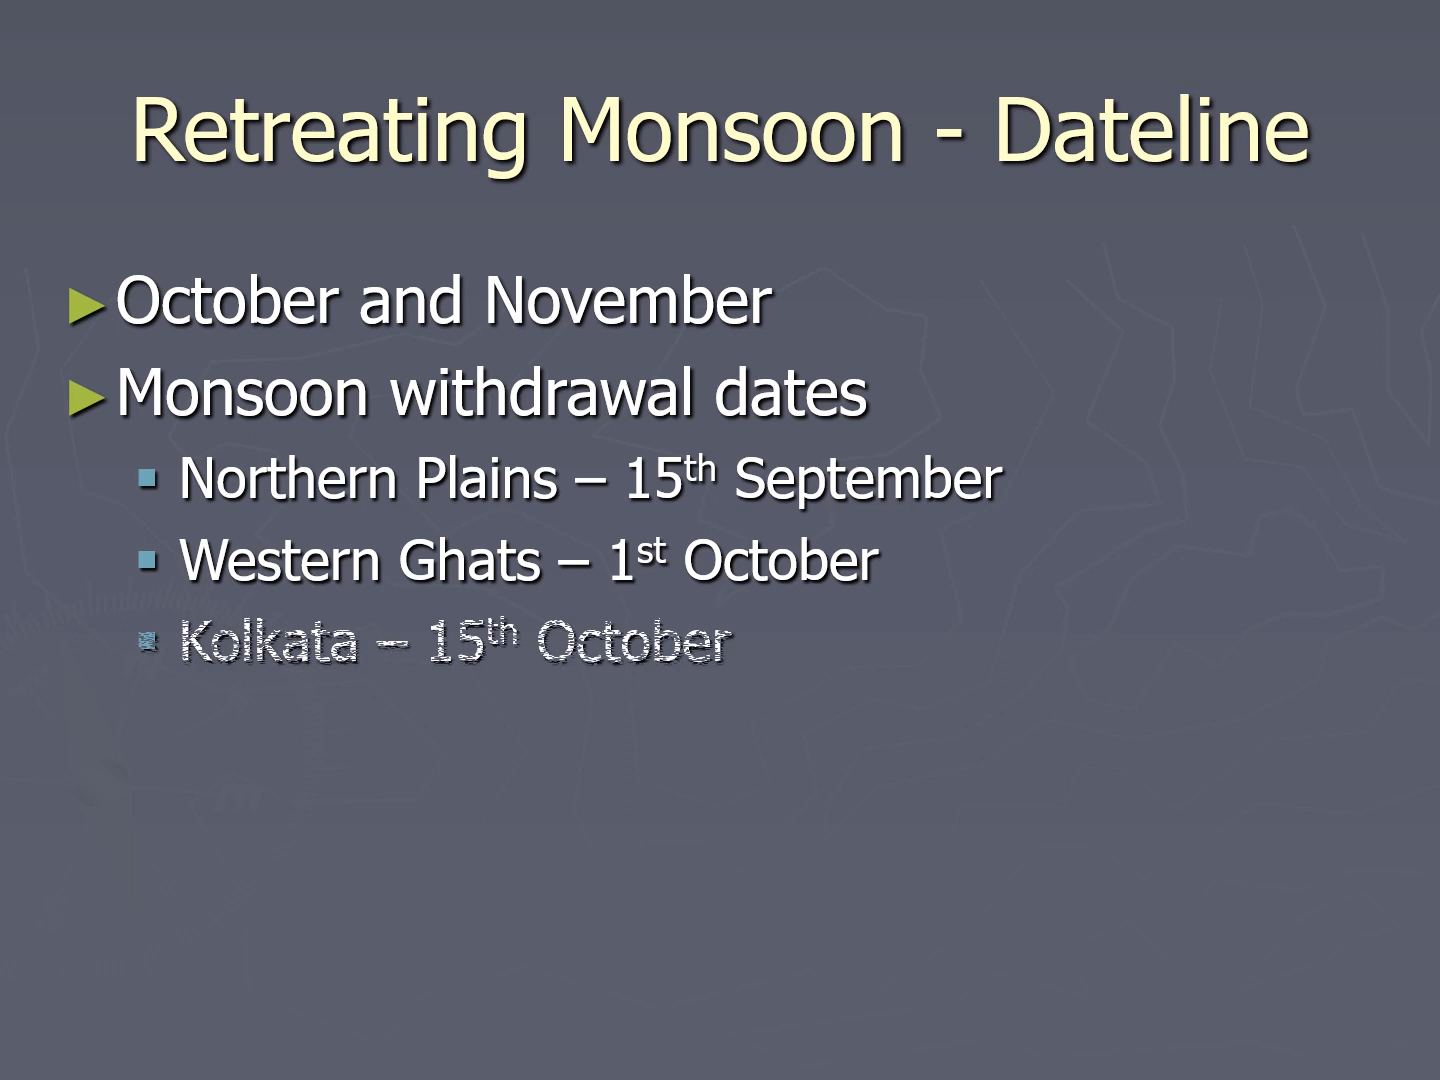 Retreating Monsoon - Dateline
► October and November
► Monsoon withdrawal dates
▪ Northern Plains – 15th September
▪ Western Ghats – 1st October
▪ Kolkata – 15th October